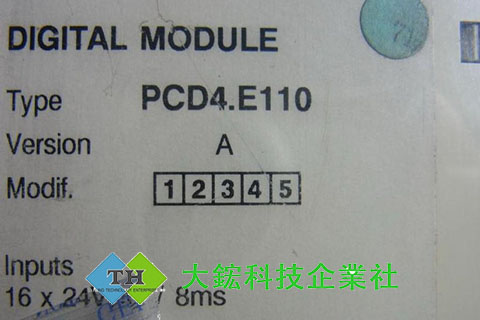 DIGITAL MODULE
Type PCD4.E110
Version A
Modif. 1 2 3 4 5
Inputs
TH 大鋐科技企業社
16 x 24V / 8ms